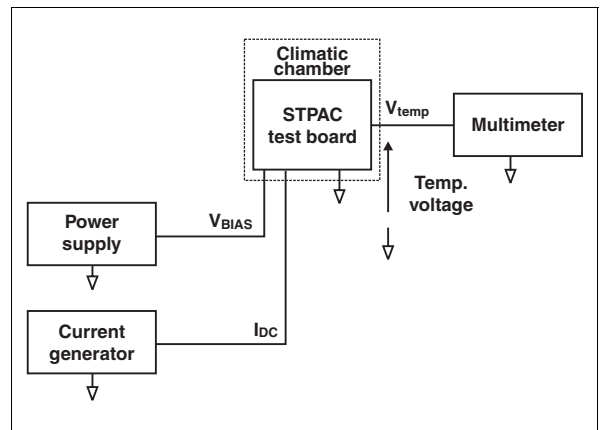 Climatic
chamber
STPAC
test board
Vtemp
Multimeter
Temp.
voltage
Power
supply
VBIAS
Current
generator
IDC